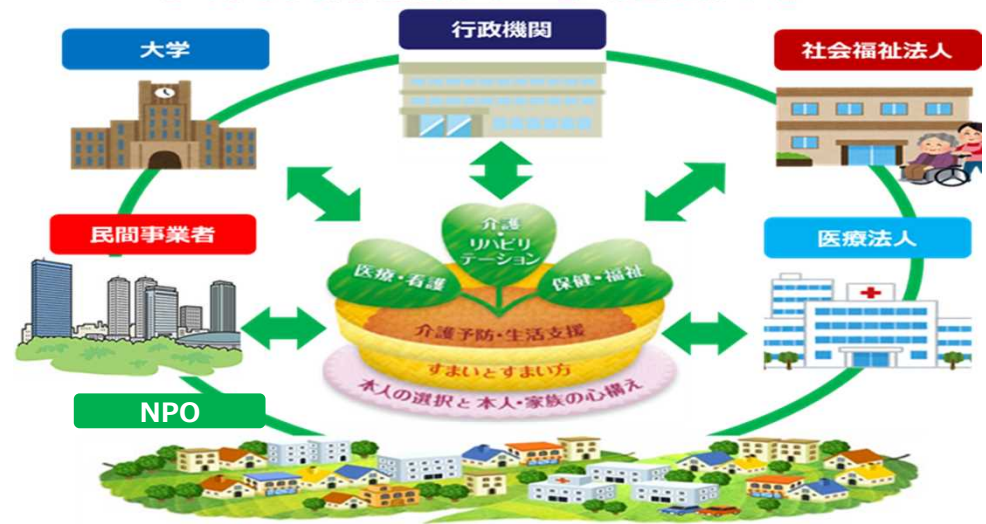 行政機関
大学
社会福祉法人
民間事業者
医療法人
介護
・
リハビリ
テーション
医療・看護
保健・福祉
介護予防・生活支援
すまいとすまい方
本人の選択と本人・家族の心構え
NPO